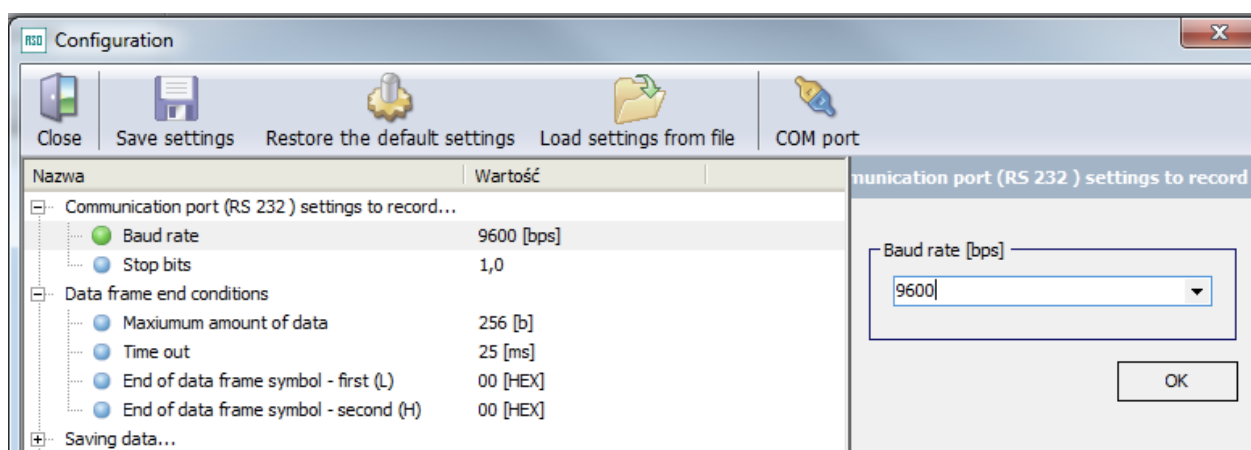 RSD Configuration
Close Save settings Restore the default settings Load settings from file COM port
Nazwa Wartość
munication port (RS 232 ) settings to record
Communication port (RS 232 ) settings to record...
Baud rate 9600 [bps]
Stop bits 1,0
Data frame end conditions
Maxiumum amount of data 256 [b]
Time out 25 [ms]
End of data frame symbol - first (L) 00 [HEX]
End of data frame symbol - second (H) 00 [HEX]
Saving data...
Baud rate [bps]
9600
OK